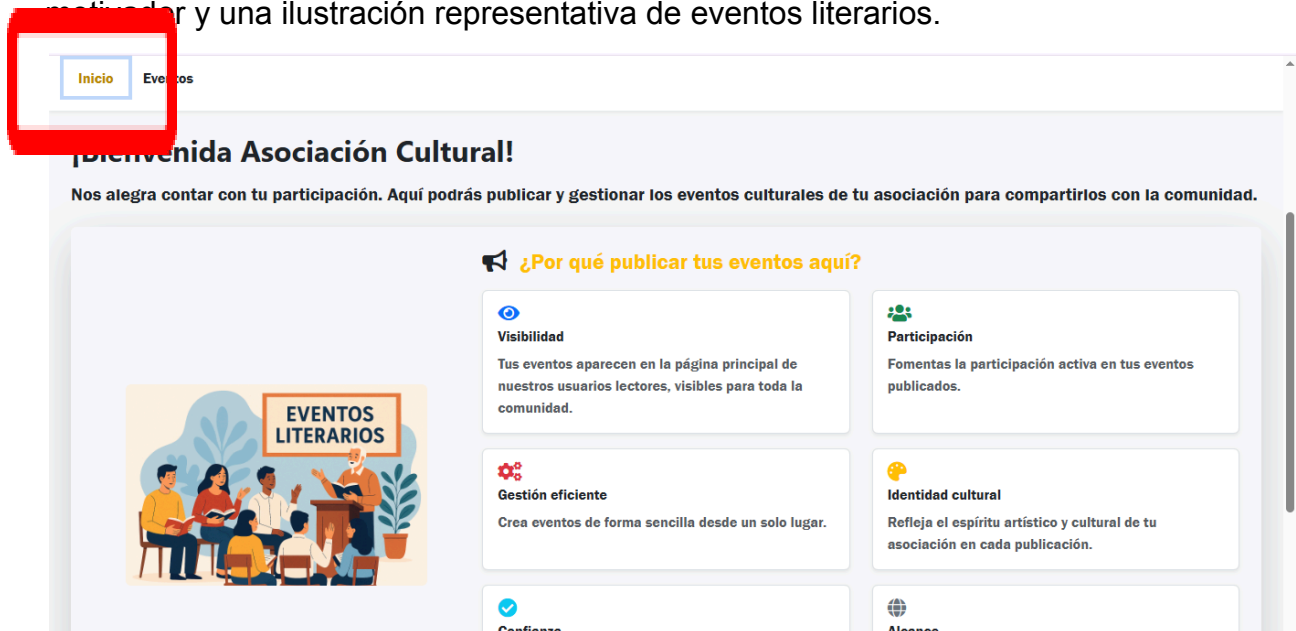 motivador y una ilustración representativa de eventos literarios.
Inicio Eventos
¡Bienvenida Asociación Cultural!
Nos alegra contar con tu participación. Aquí podrás publicar y gestionar los eventos culturales de tu asociación para compartirlos con la comunidad.
¿Por qué publicar tus eventos aquí?
Visibilidad
Tus eventos aparecen en la página principal de
nuestros usuarios lectores, visibles para toda la
comunidad.
Participación
Fomentas la participación activa en tus eventos
publicados.
EVENTOS
LITERARIOS
Gestión eficiente
Crea eventos de forma sencilla desde un solo lugar.
Identidad cultural
Refleja el espíritu artístico y cultural de tu
asociación en cada publicación.
Confianza
Alcance